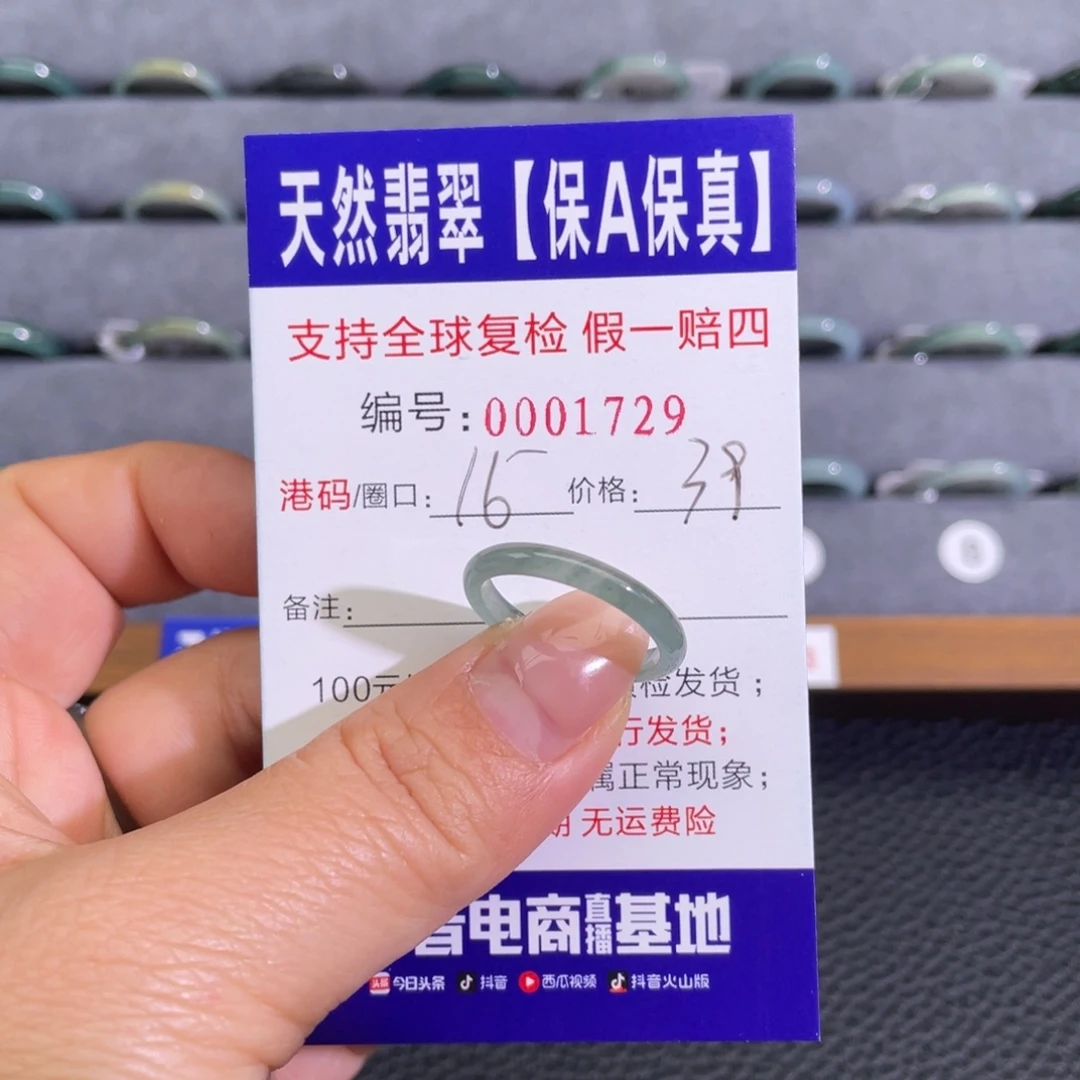 天然翡翠【保A保真】
支持全球复检 假一赔四
编号:0001729
港码/圈口: 16 价格: 39
备注:
100元 检发货;
行发货;
属正常现象;
无运费险
电商直播基地
今日头条 抖音 西瓜视频 抖音火山版